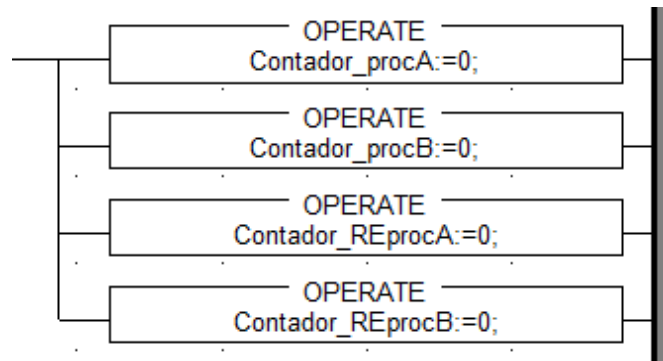 OPERATE
Contador_procA:=0;
OPERATE
Contador_procB:=0;
OPERATE
Contador_REprocA:=0;
OPERATE
Contador_REprocB:=0;